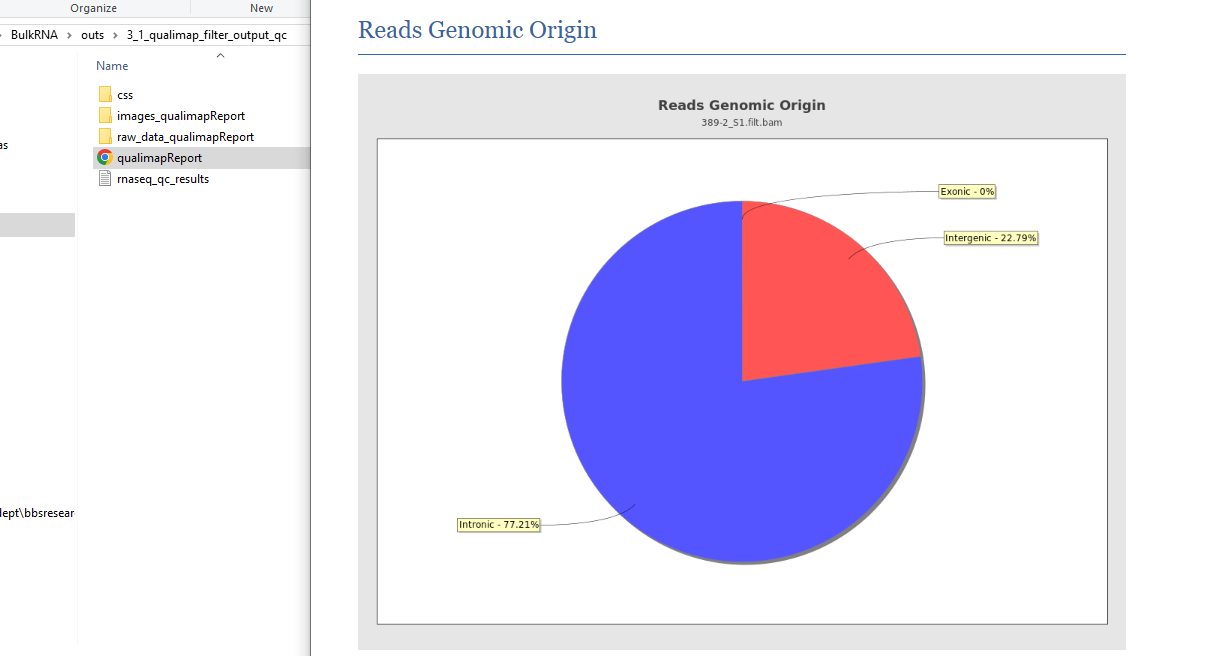 Organize
New
BulkRNA > outs > 3_1_qualimap_filter_output_qc
Name
css
images_qualimapReport
raw_data_qualimapReport
qualimapReport
rnaseq_qc_results
as
lept\bbsresear
Reads Genomic Origin
Reads Genomic Origin
389-2_S1.filt.bam
Exonic - 0%
Intergenic - 22.79%
Intronic - 77.21%